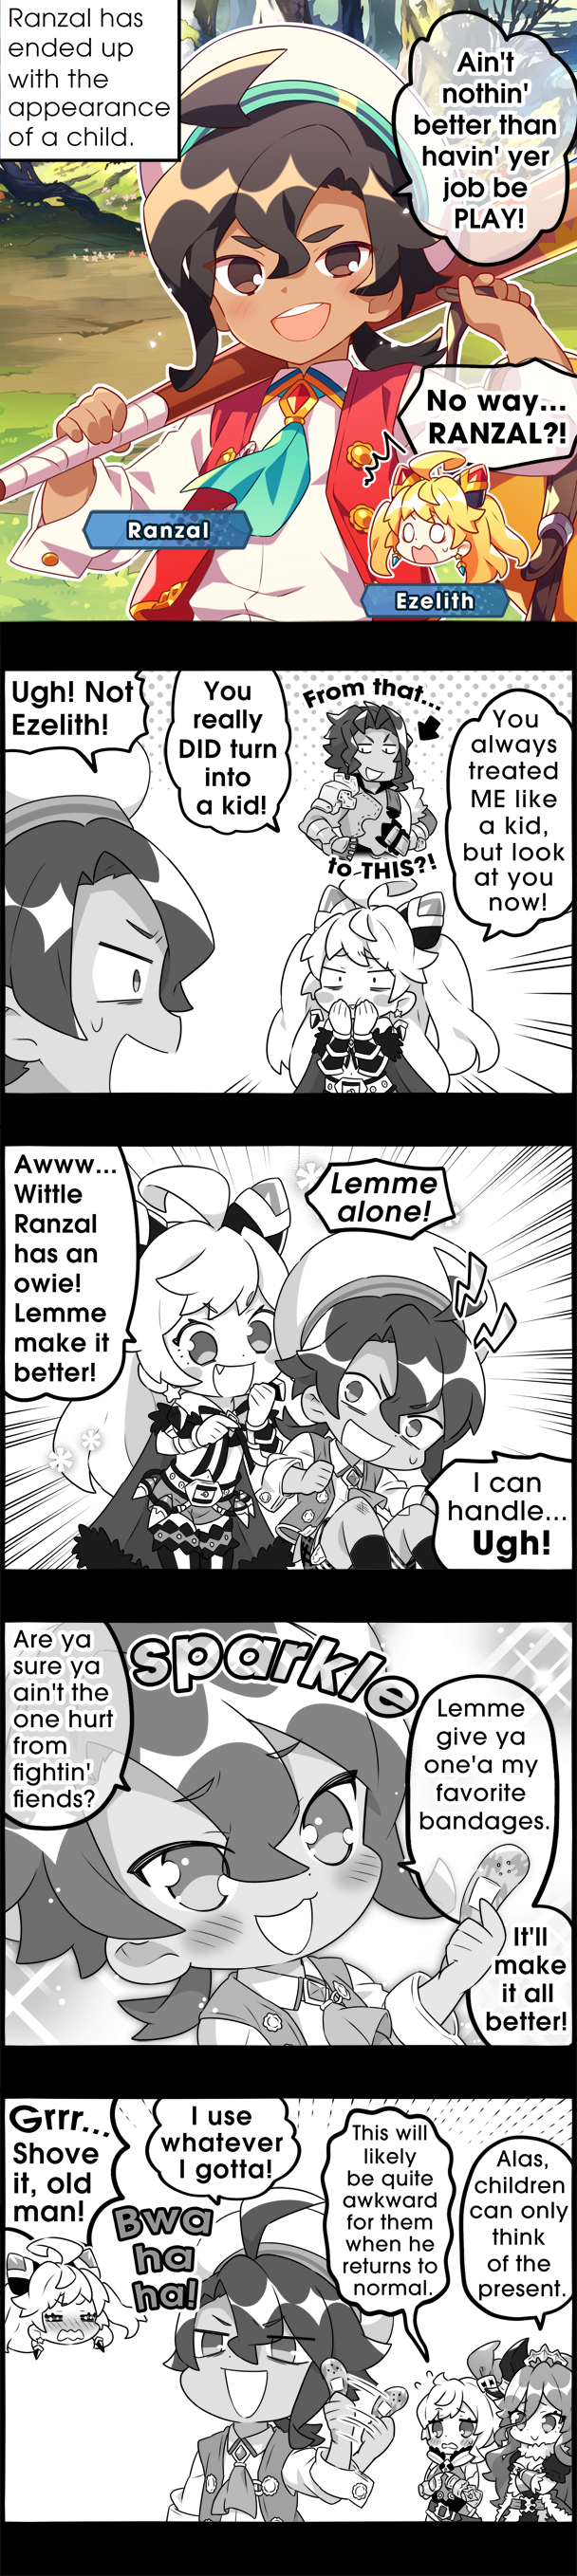 Ranzal has
ended up
with the
appearance
of a child.
Ain't
nothin'
better than
havin' yer
job be
PLAY!
No way...
RANZAL?!
Ranzal
Ezelith
You
always
treated
ME like
a kid,
but look
at you
now!
From that...
to THIS?!
You
really
DID turn
into
a kid!
Ugh! Not
Ezelith!
Awww...
Wittle
Ranzal
has an
owie!
Lemme
make it
better!
Lemme
alone!
I can
handle...
Ugh!
Are ya
sure ya
ain't the
one hurt
from
fightin'
fiends?
sparkle
Lemme
give ya
one'a my
favorite
bandages.
It'll
make
it all
better!
Grrr...
Shove
it, old
man!
I use
whatever
I gotta!
Bwa
ha
ha!
This will
likely
be quite
awkward
for them
when he
returns to
normal.
Alas,
children
can only
think
of the
present.